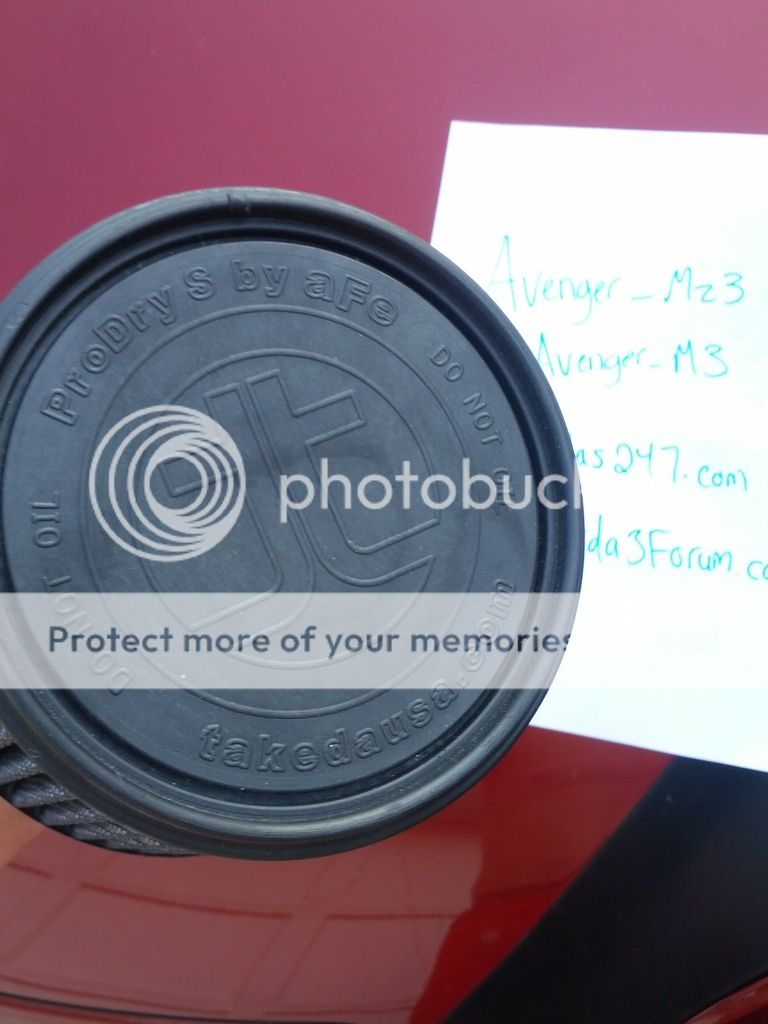 ProDry S by aFe
DO NOT OIL
DO NOT OIL
takedausa.com
Avenger_Mz3
Avenger_M3
as247.com
da3Forum.co
photobuc
Protect more of your memories